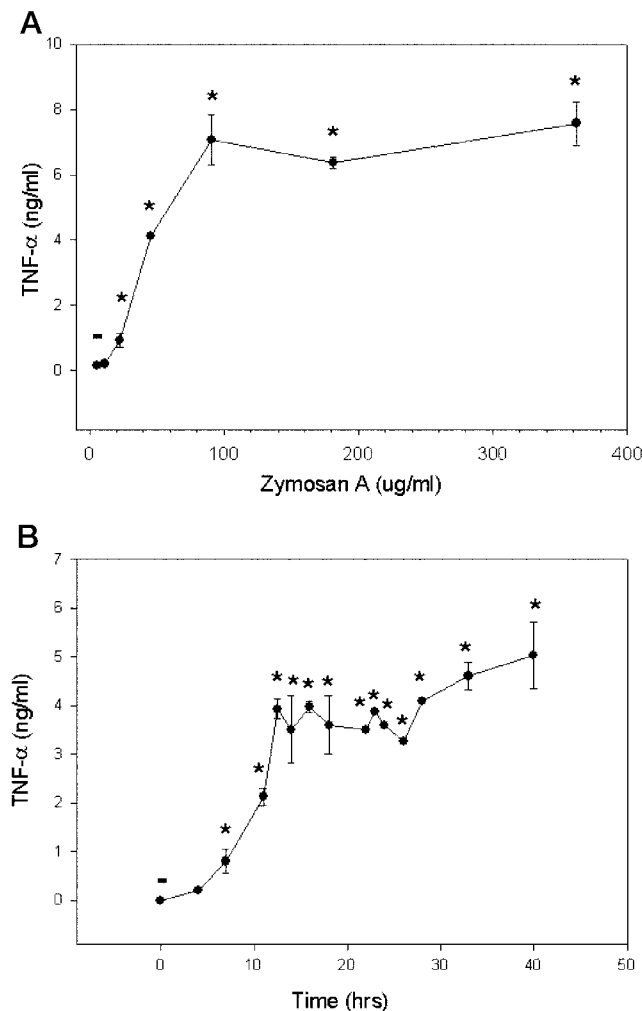 A
10
8
6
4
2
0
TNF-α (ng/ml)
* * * * *
-
0 100 200 300 400
Zymosan A (ug/ml)
B
7
6
5
4
3
2
1
0
TNF-α (ng/ml)
* * * * * * * * * * * * *
-
0 10 20 30 40 50
Time (hrs)